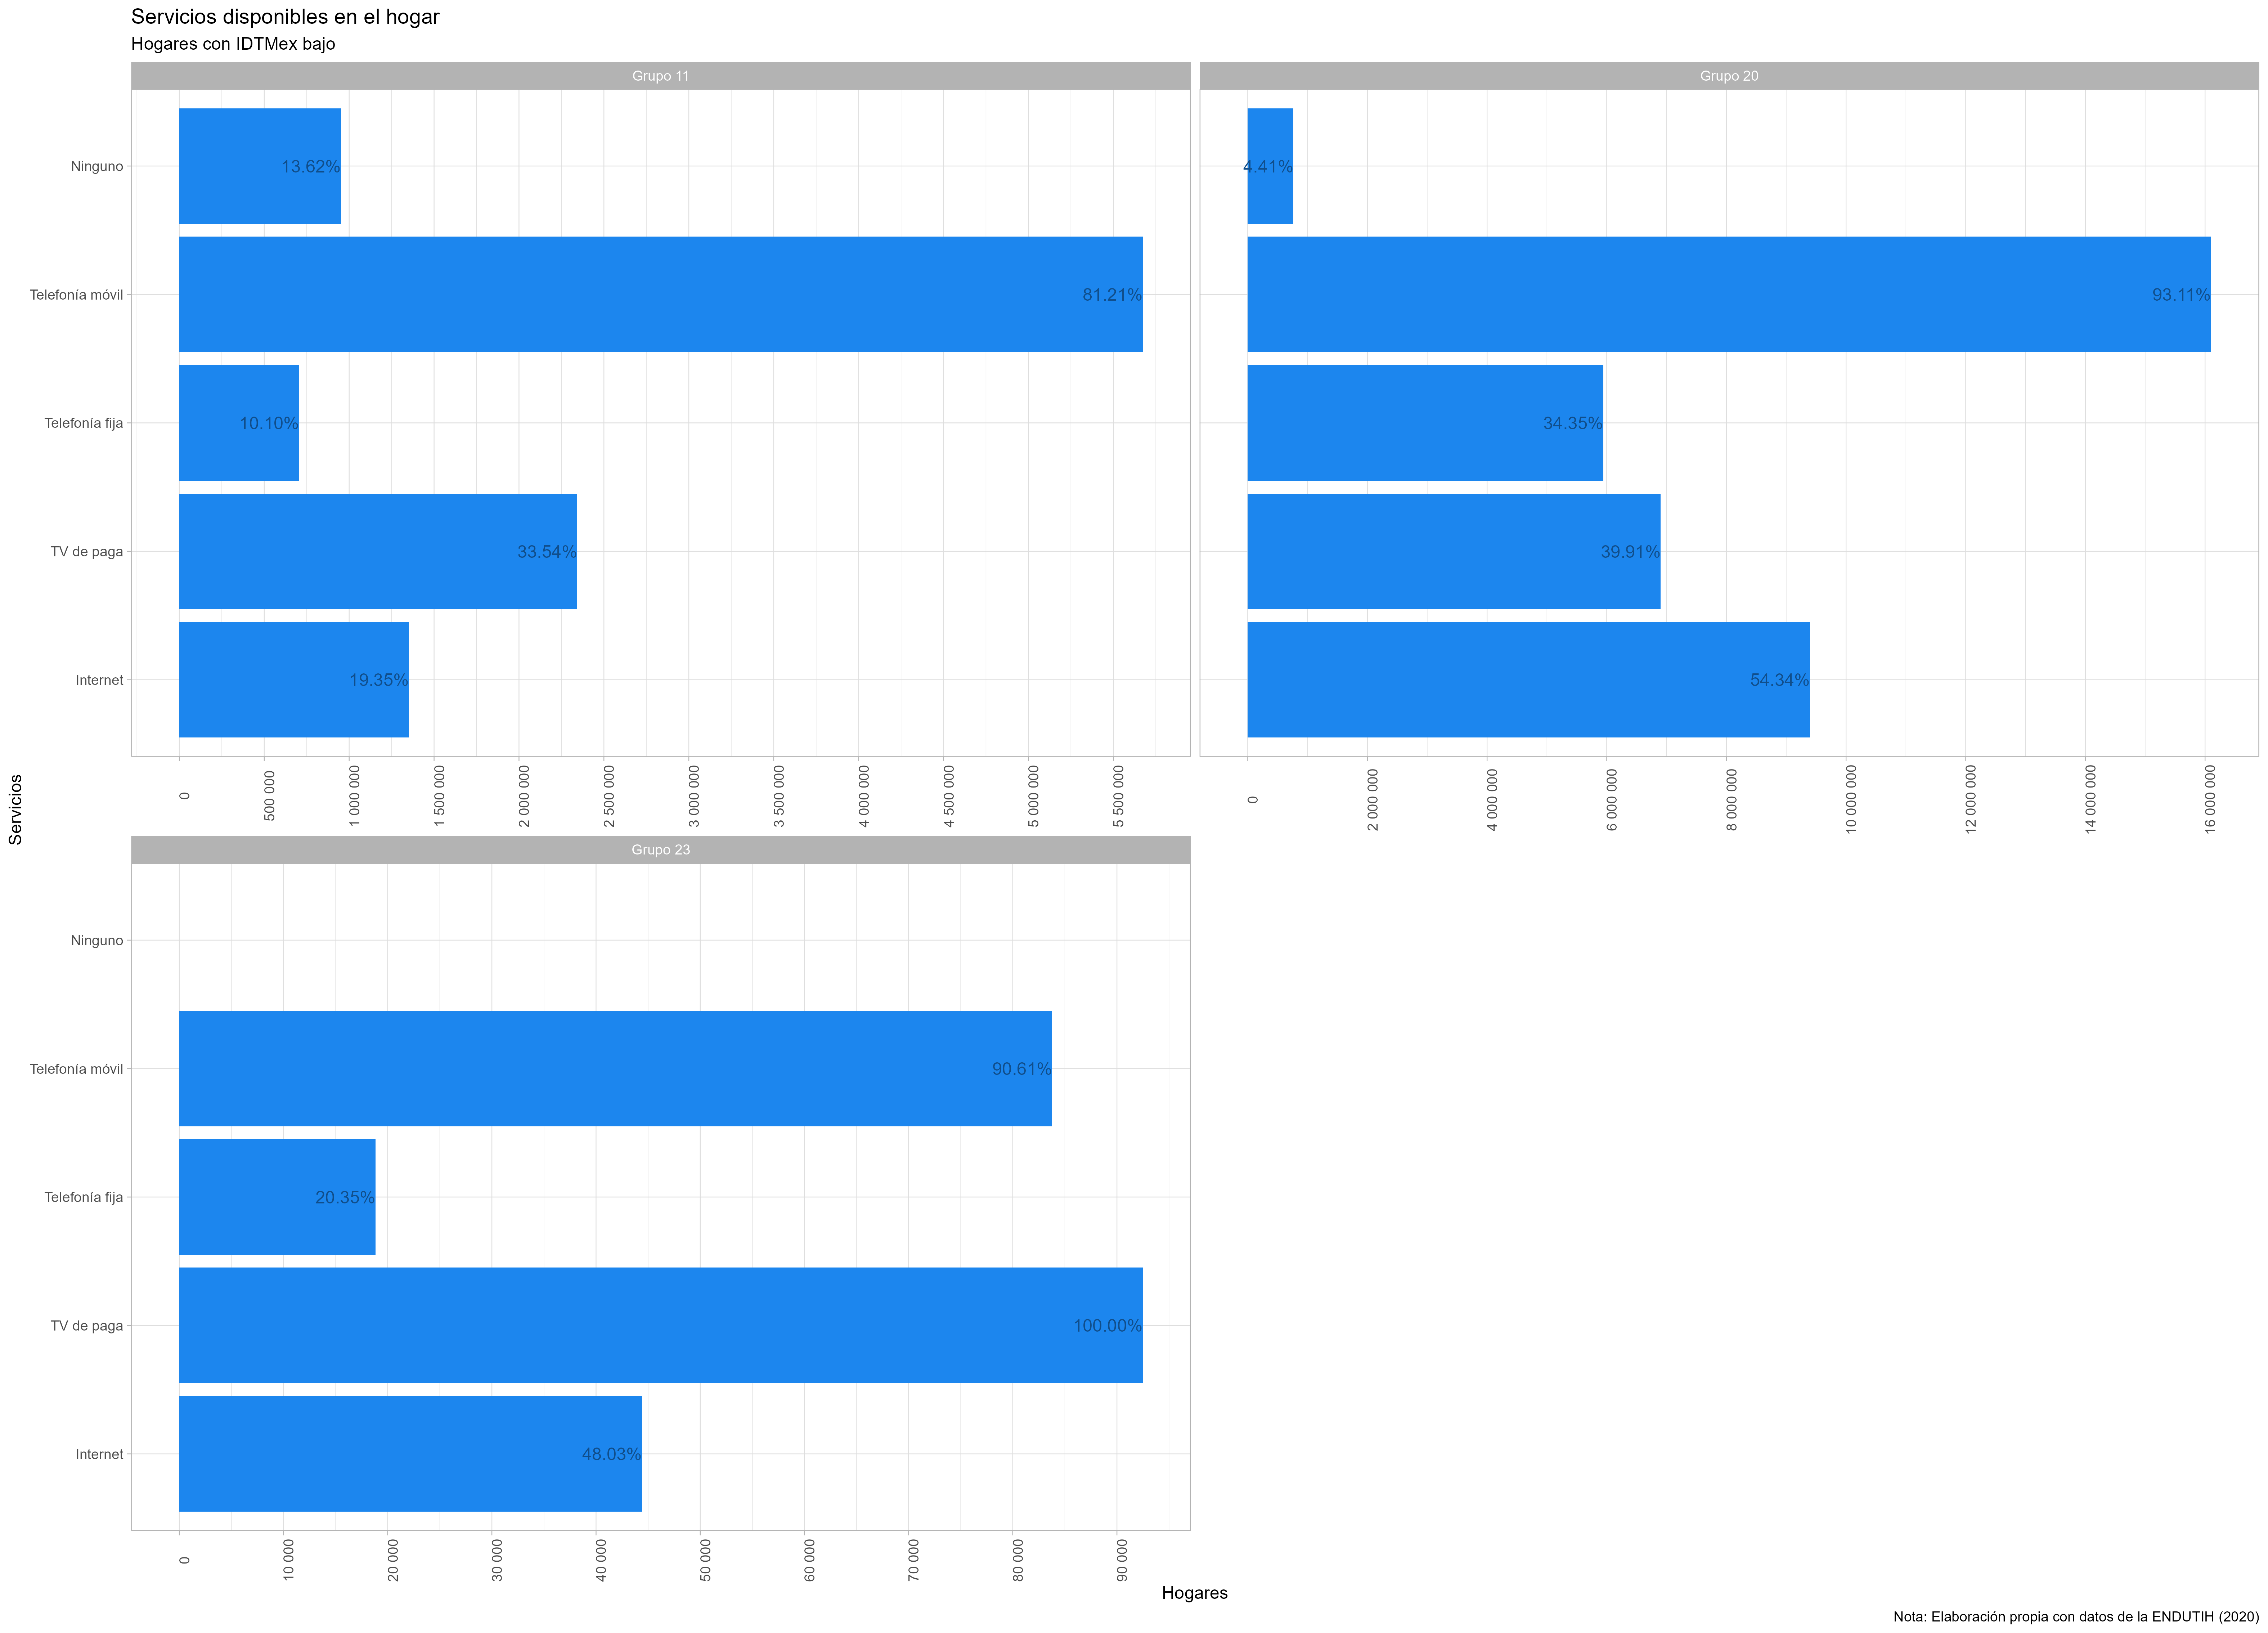 Servicios disponibles en el hogar
Hogares con IDTMex bajo
Grupo 11
Ninguno
13.62%
Telefonía móvil
81.21%
Telefonía fija
10.10%
TV de paga
33.54%
Internet
19.35%
0
500 000
1 000 000
1 500 000
2 000 000
2 500 000
3 000 000
3 500 000
4 000 000
4 500 000
5 000 000
5 500 000
Grupo 20
4.41%
93.11%
34.35%
39.91%
54.34%
0
2 000 000
4 000 000
6 000 000
8 000 000
10 000 000
12 000 000
14 000 000
16 000 000
Servicios
Grupo 23
Ninguno
Telefonía móvil
90.61%
Telefonía fija
20.35%
TV de paga
100.00%
Internet
48.03%
0
10 000
20 000
30 000
40 000
50 000
60 000
70 000
80 000
90 000
Hogares
Nota: Elaboración propia con datos de la ENDUTIH (2020)